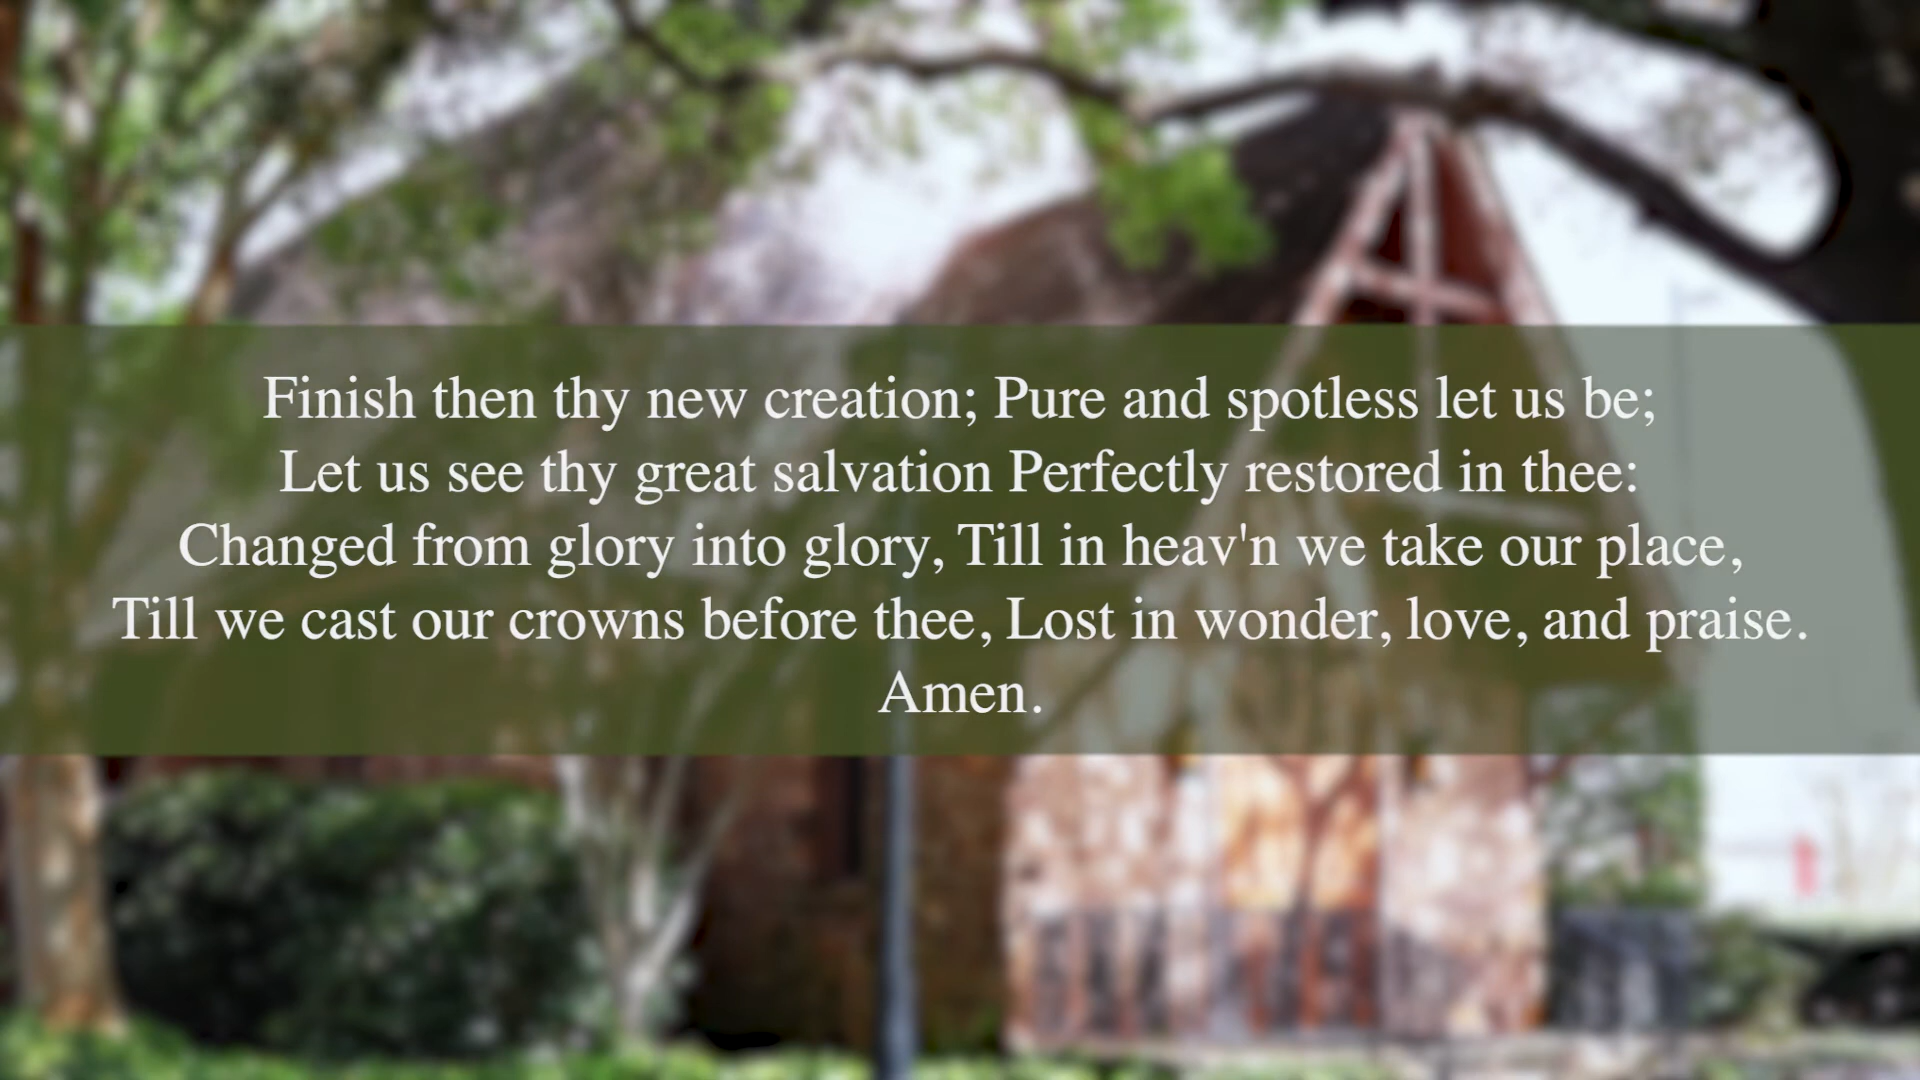 Finish then thy new creation; Pure and spotless let us be;
Let us see thy great salvation Perfectly restored in thee:
Changed from glory into glory, Till in heav'n we take our place,
Till we cast our crowns before thee, Lost in wonder, love, and praise.
Amen.